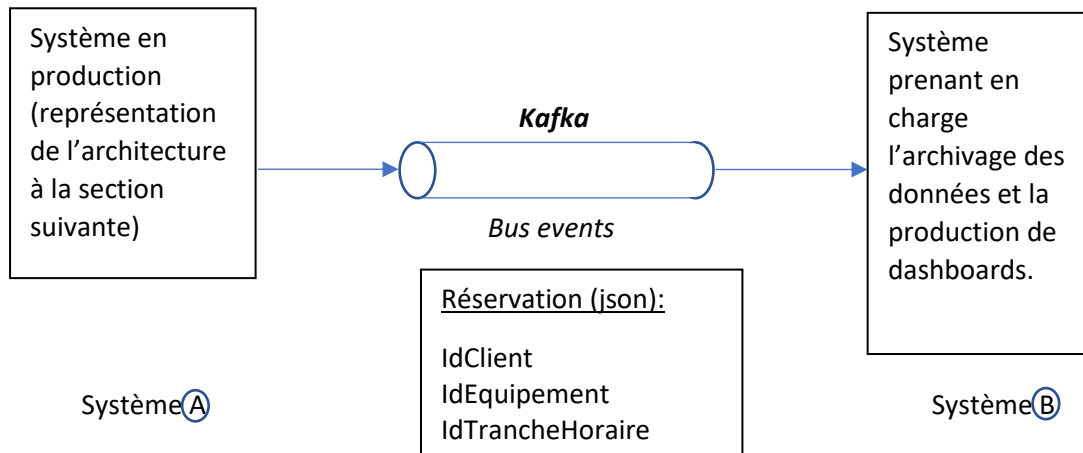 Système en
production
(représentation
de l’architecture
à la section
suivante)
Kafka
Bus events
Système
prenant en
charge
l’archivage des
données et la
production de
dashboards.
Réservation (json):
IdClient
IdEquipement
IdTrancheHoraire
Système A
Système B